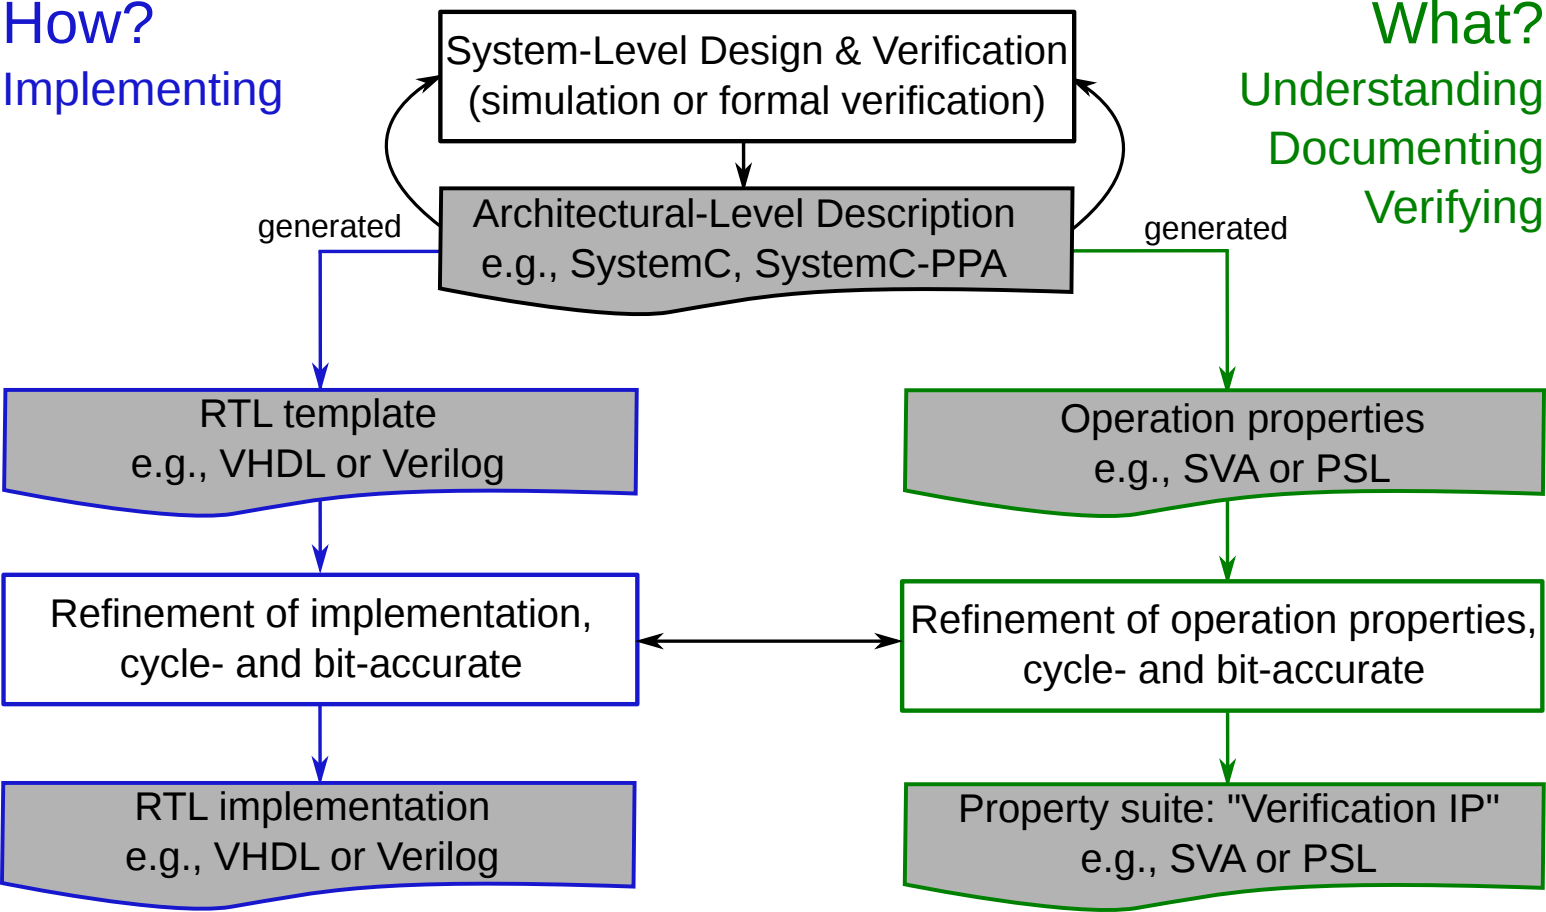 How?
Implementing
What?
Understanding
Documenting
Verifying
System-Level Design & Verification
(simulation or formal verification)
Architectural-Level Description
e.g., SystemC, SystemC-PPA
generated
generated
RTL template
e.g., VHDL or Verilog
Operation properties
e.g., SVA or PSL
Refinement of implementation,
cycle- and bit-accurate
Refinement of operation properties,
cycle- and bit-accurate
RTL implementation
e.g., VHDL or Verilog
Property suite: "Verification IP"
e.g., SVA or PSL